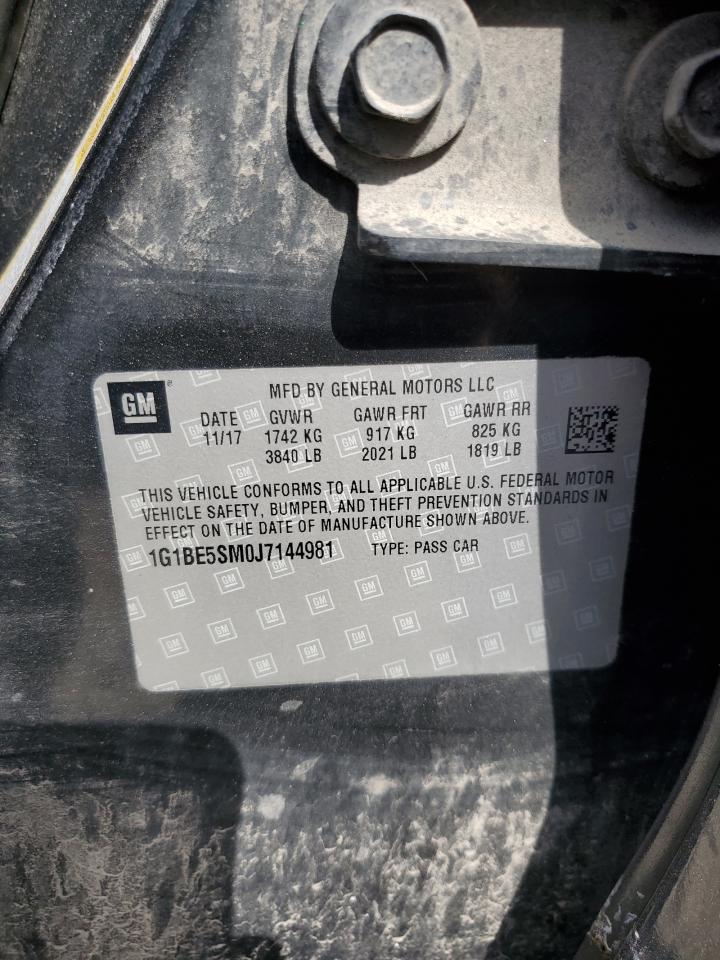 GM ® MFD BY GENERAL MOTORS LLC
DATE GVWR GAWR FRT GAWR RR
11/17 1742 KG 917 KG 825 KG
3840 LB 2021 LB 1819 LB
THIS VEHICLE CONFORMS TO ALL APPLICABLE U.S. FEDERAL MOTOR
VEHICLE SAFETY, BUMPER, AND THEFT PREVENTION STANDARDS IN
EFFECT ON THE DATE OF MANUFACTURE SHOWN ABOVE.
1G1BE5SM0J7144981 TYPE: PASS CAR